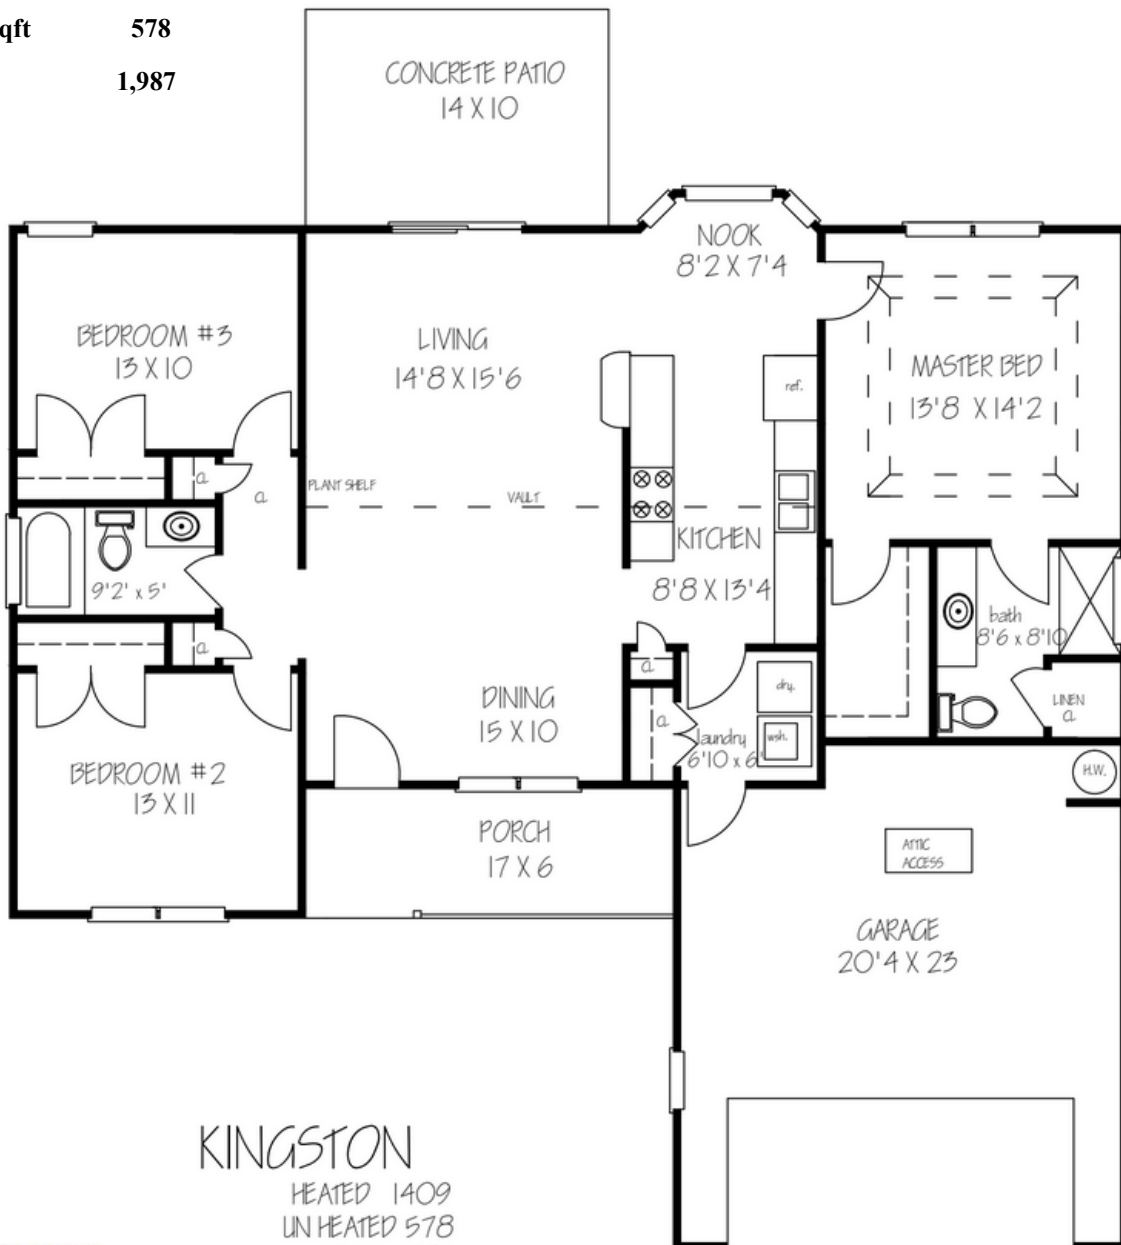 qft 578
1,987
CONCRETE PATIO
14 X 10
NOOK
8'2 X 7'4
BEDROOM #3
13 X 10
LIVING
14'8 X 15'6
ref.
MASTER BED
13'8 X 14'2
a
a
PLANT SHELF
VAULT
KITCHEN
8'8 X 13'4
9'2' x 5'
bath
8'6 x 8'10
a
a
dry.
DINING
15 X 10
a
LINEN
a
laundry
6'10 x 6'
wsh.
BEDROOM #2
13 X 11
H.W.
PORCH
17 X 6
ATTIC
ACCESS
GARAGE
20'4 X 23
KINGSTON
HEATED 1409
UN HEATED 578